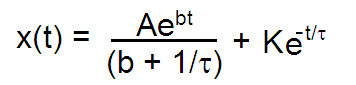 x(t) = Ae^{bt} / (b + 1/τ) + Ke^{-t/τ}